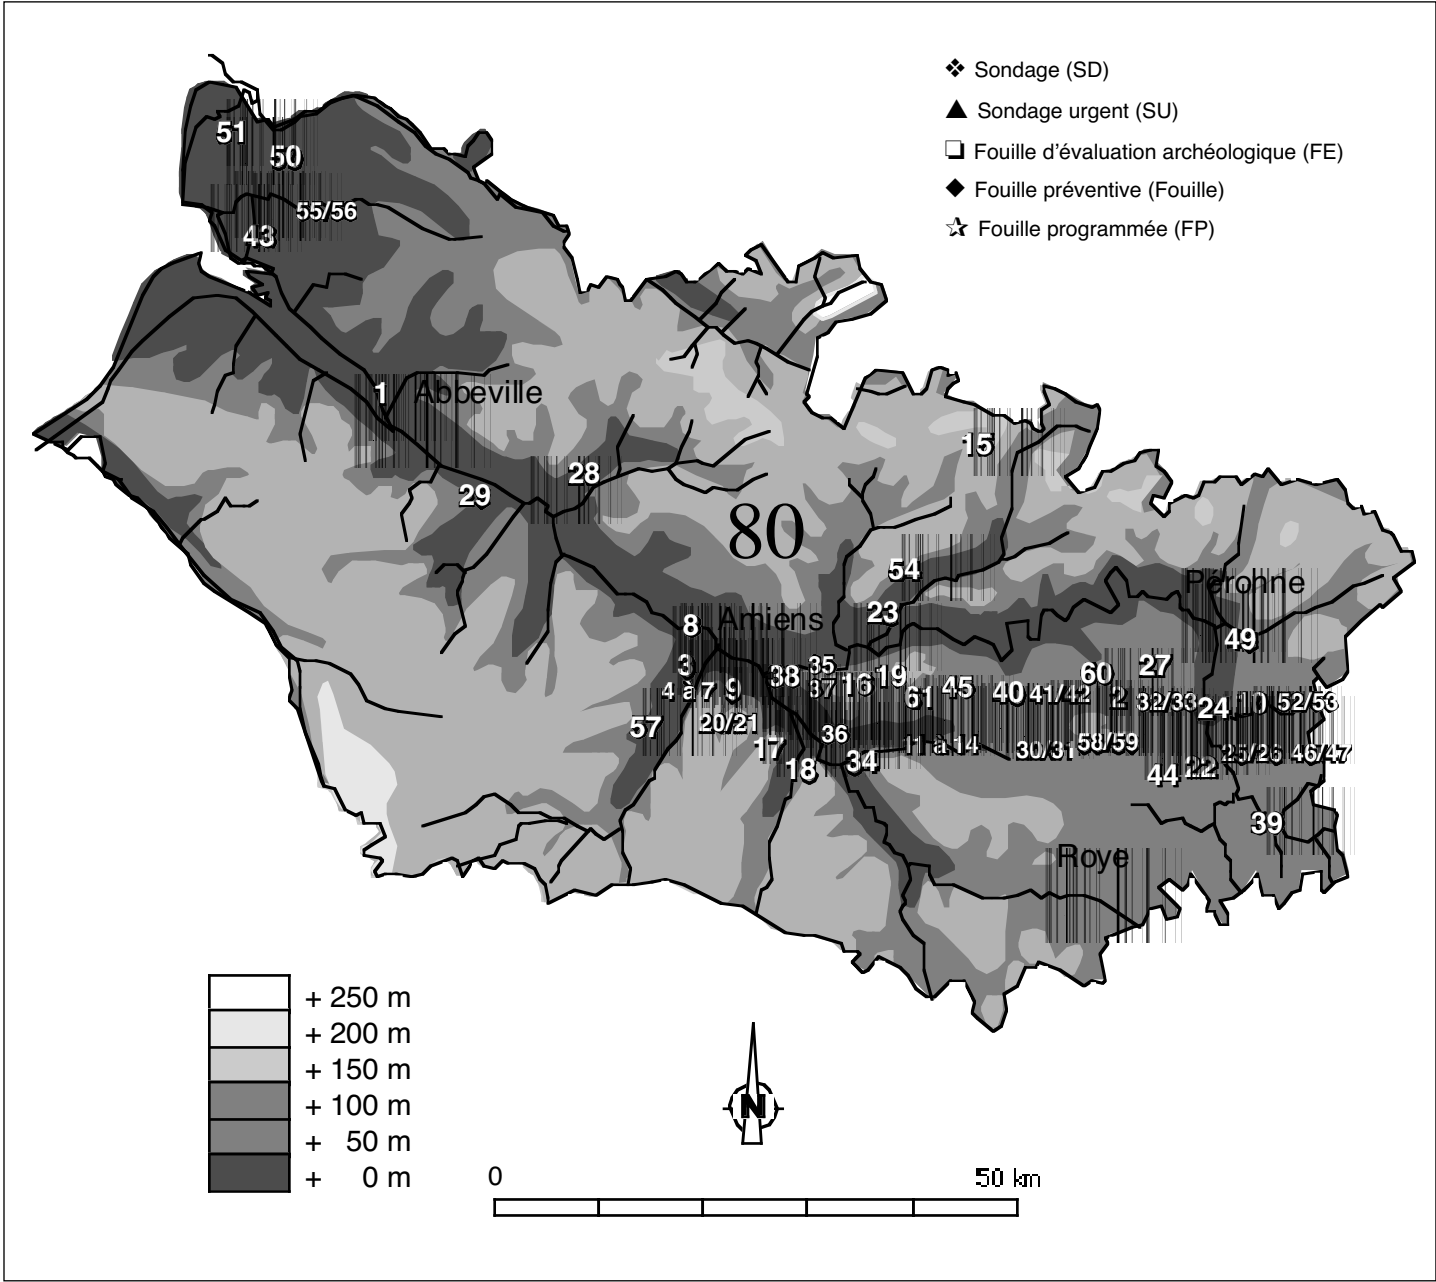 Sondage (SD)
Sondage urgent (SU)
Fouille d'évaluation archéologique (FE)
Fouille préventive (Fouille)
Fouille programmée (FP)
51
50
55/56
43
1
Abbeville
15
28
29
80
54
Péronne
23
Amiens
8
49
3
35
38
19
60
27
4 à 7
9
37
16
61
45
40
41/42
2
32/33
24
10
52/53
57
20/21
17
36
11 à 14
30/31
58/59
25/26
46/47
18
34
44
22
39
Roye
+ 250 m
+ 200 m
+ 150 m
+ 100 m
+ 50 m
+ 0 m
N
0
50 km